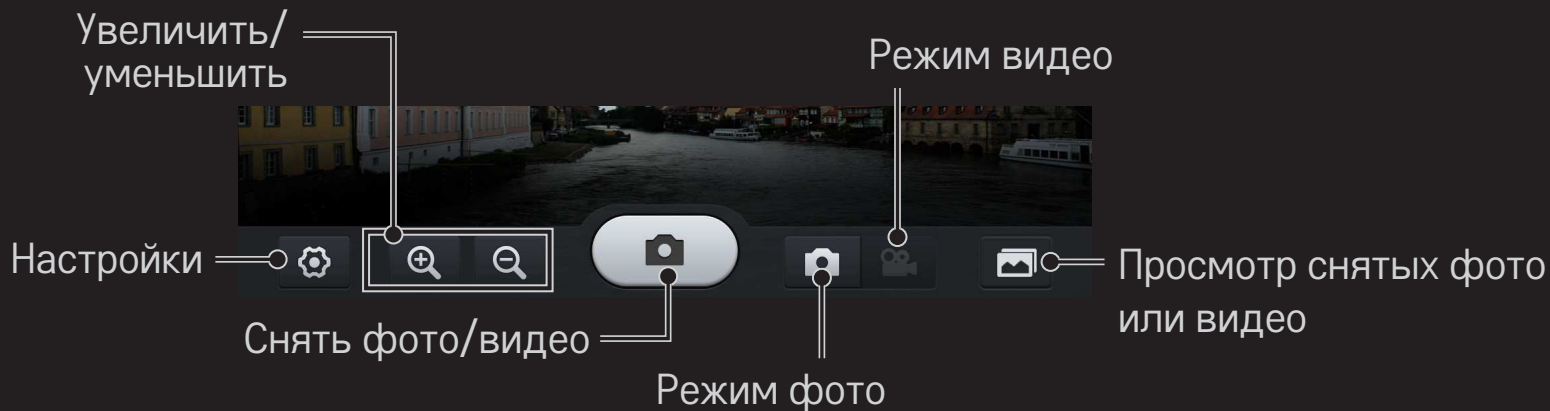 Увеличить/
уменьшить
Режим видео
Настройки
Просмотр снятых фото
или видео
Снять фото/видео
Режим фото